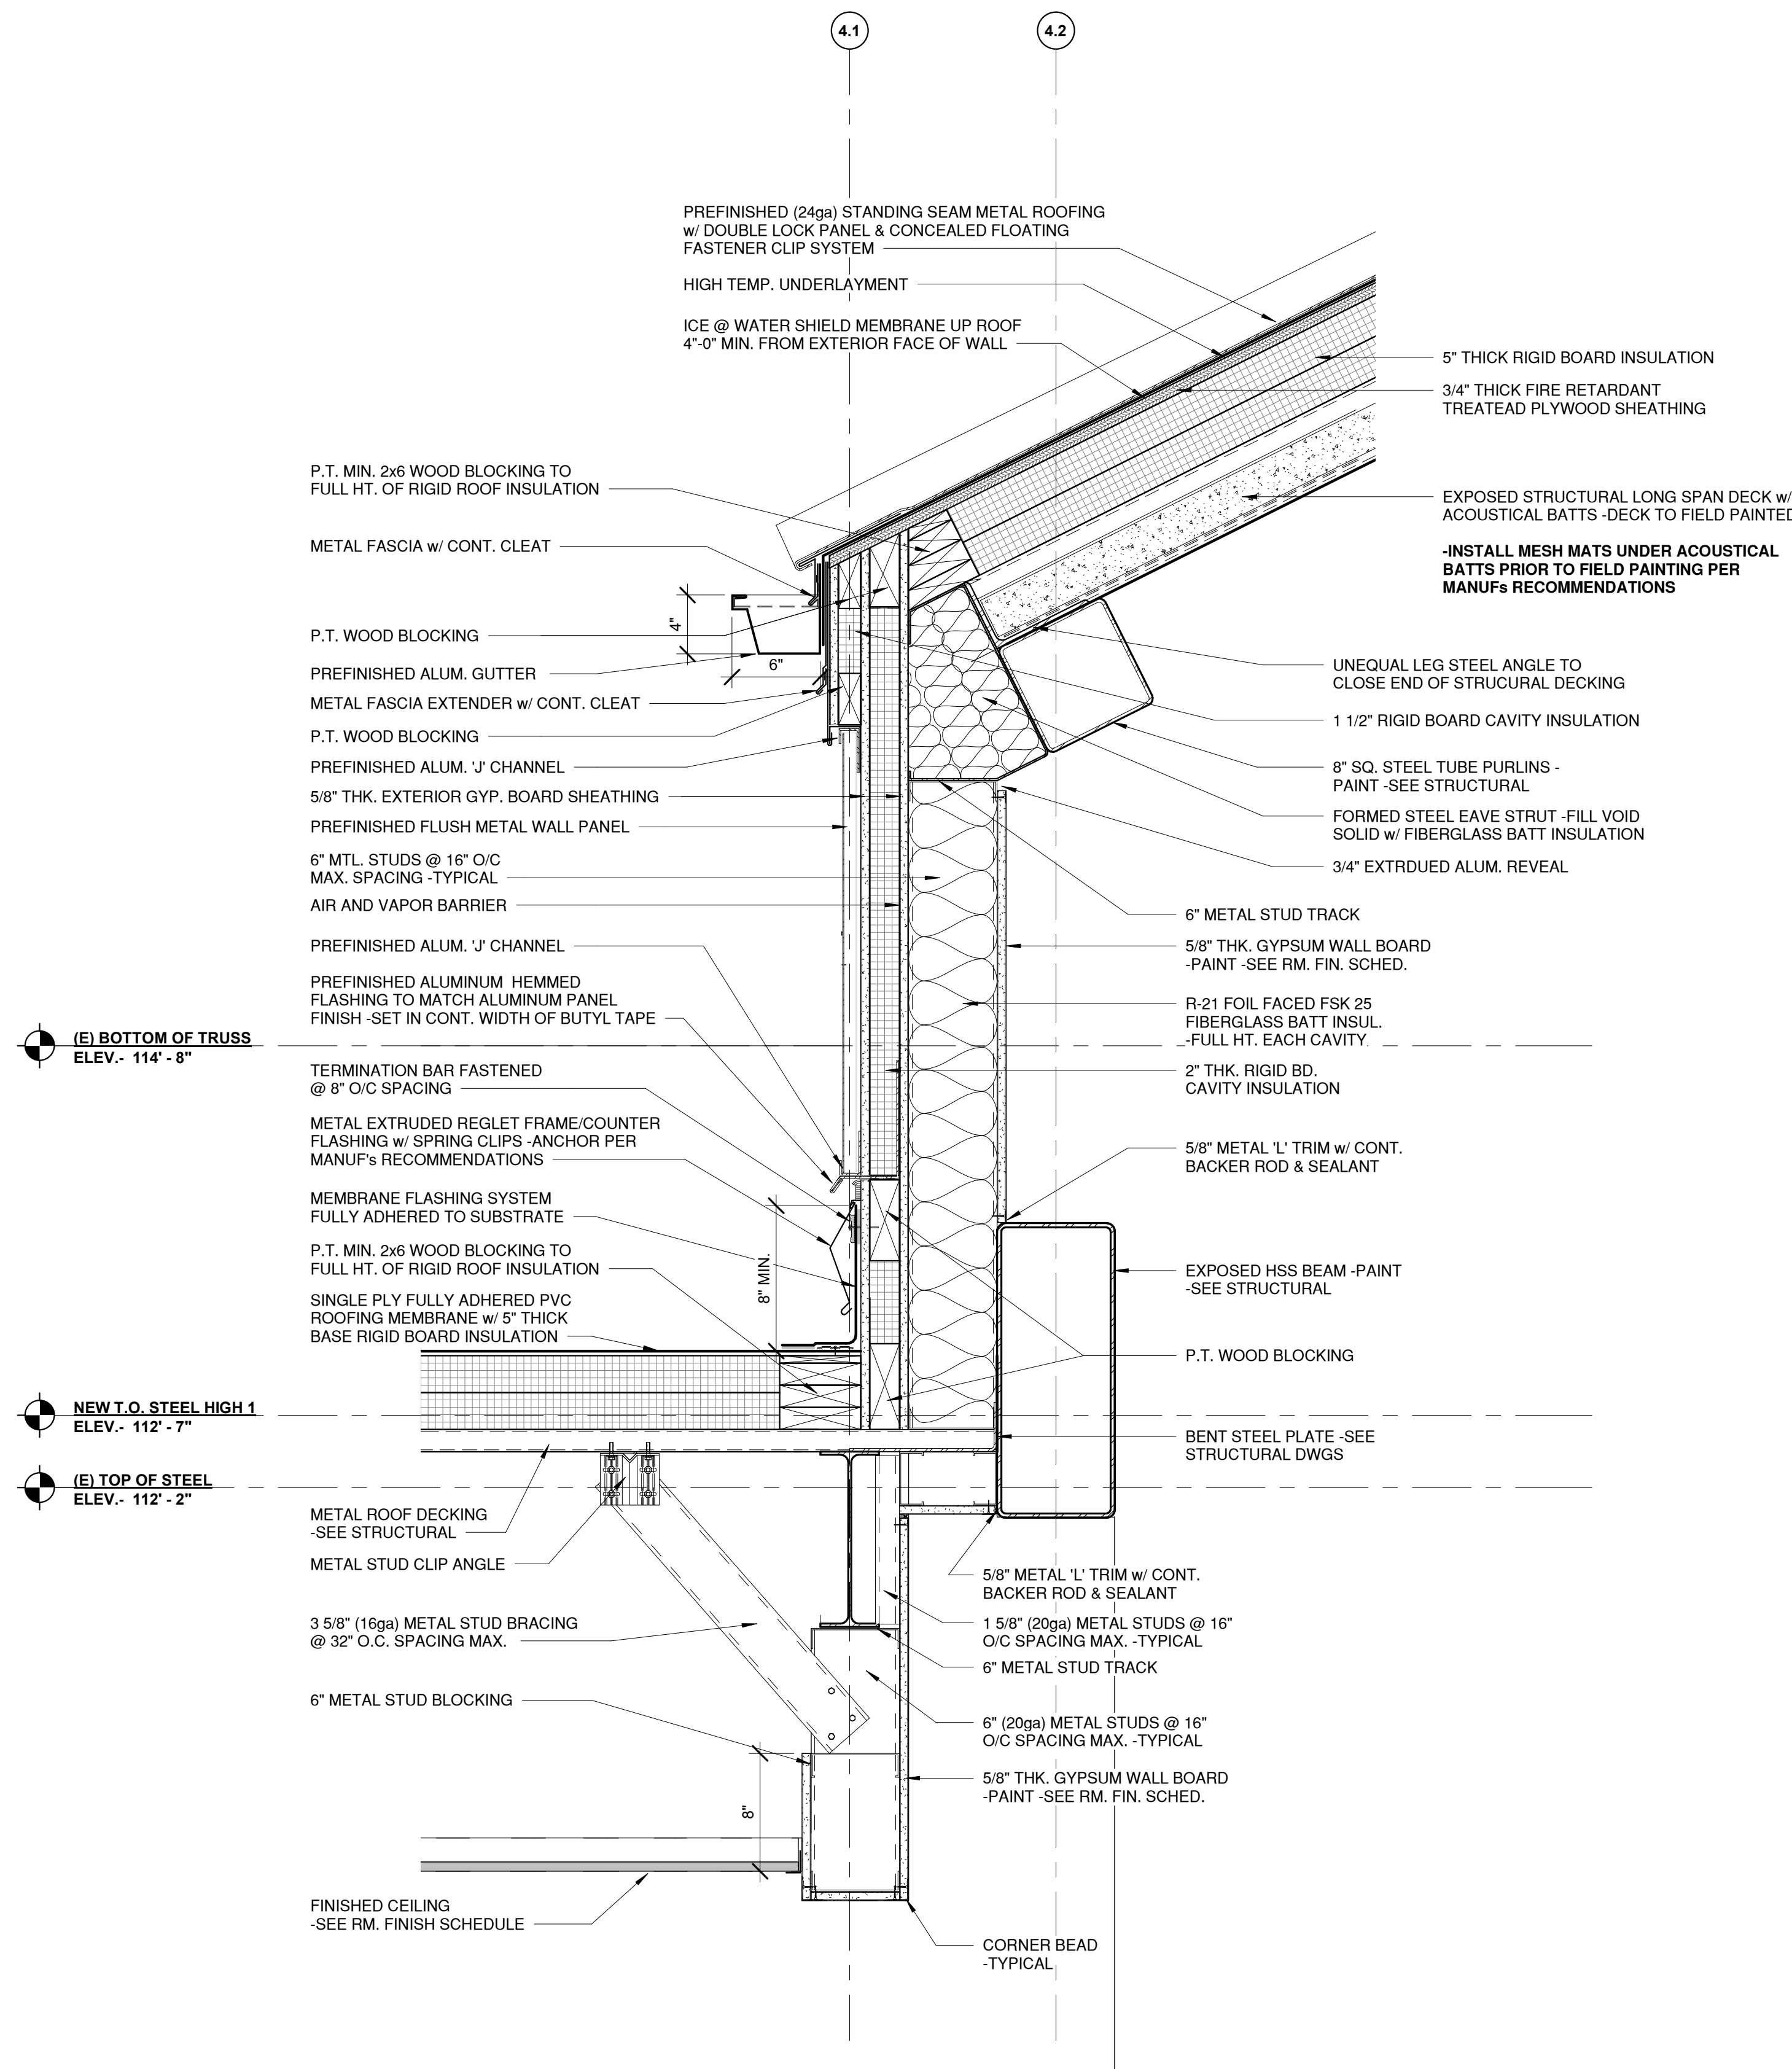 4.1
4.2
PREFINISHED (24ga) STANDING SEAM METAL ROOFING
w/ DOUBLE LOCK PANEL & CONCEALED FLOATING
FASTENER CLIP SYSTEM
HIGH TEMP. UNDERLAYMENT
ICE @ WATER SHIELD MEMBRANE UP ROOF
4"-0" MIN. FROM EXTERIOR FACE OF WALL
5" THICK RIGID BOARD INSULATION
3/4" THICK FIRE RETARDANT
TREATEAD PLYWOOD SHEATHING
EXPOSED STRUCTURAL LONG SPAN DECK w/
ACOUSTICAL BATTS -DECK TO FIELD PAINTED
-INSTALL MESH MATS UNDER ACOUSTICAL
BATTS PRIOR TO FIELD PAINTING PER
MANUFs RECOMMENDATIONS
P.T. MIN. 2x6 WOOD BLOCKING TO
FULL HT. OF RIGID ROOF INSULATION
METAL FASCIA w/ CONT. CLEAT
4"
6"
P.T. WOOD BLOCKING
PREFINISHED ALUM. GUTTER
METAL FASCIA EXTENDER w/ CONT. CLEAT
P.T. WOOD BLOCKING
PREFINISHED ALUM. 'J' CHANNEL
5/8" THK. EXTERIOR GYP. BOARD SHEATHING
PREFINISHED FLUSH METAL WALL PANEL
6" MTL. STUDS @ 16" O/C
MAX. SPACING -TYPICAL
AIR AND VAPOR BARRIER
PREFINISHED ALUM. 'J' CHANNEL
PREFINISHED ALUMINUM HEMMED
FLASHING TO MATCH ALUMINUM PANEL
FINISH -SET IN CONT. WIDTH OF BUTYL TAPE
UNEQUAL LEG STEEL ANGLE TO
CLOSE END OF STRUCURAL DECKING
1 1/2" RIGID BOARD CAVITY INSULATION
8" SQ. STEEL TUBE PURLINS -
PAINT -SEE STRUCTURAL
FORMED STEEL EAVE STRUT -FILL VOID
SOLID w/ FIBERGLASS BATT INSULATION
3/4" EXTRDUED ALUM. REVEAL
6" METAL STUD TRACK
5/8" THK. GYPSUM WALL BOARD
-PAINT -SEE RM. FIN. SCHED.
R-21 FOIL FACED FSK 25
FIBERGLASS BATT INSUL.
-FULL HT. EACH CAVITY
2" THK. RIGID BD.
CAVITY INSULATION
5/8" METAL 'L' TRIM w/ CONT.
BACKER ROD & SEALANT
(E) BOTTOM OF TRUSS
ELEV.- 114' - 8"
TERMINATION BAR FASTENED
@ 8" O/C SPACING
METAL EXTRUDED REGLET FRAME/COUNTER
FLASHING w/ SPRING CLIPS -ANCHOR PER
MANUF's RECOMMENDATIONS
MEMBRANE FLASHING SYSTEM
FULLY ADHERED TO SUBSTRATE
P.T. MIN. 2x6 WOOD BLOCKING TO
FULL HT. OF RIGID ROOF INSULATION
SINGLE PLY FULLY ADHERED PVC
ROOFING MEMBRANE w/ 5" THICK
BASE RIGID BOARD INSULATION
8" MIN.
EXPOSED HSS BEAM -PAINT
-SEE STRUCTURAL
P.T. WOOD BLOCKING
NEW T.O. STEEL HIGH 1
ELEV.- 112' - 7"
BENT STEEL PLATE -SEE
STRUCTURAL DWGS
(E) TOP OF STEEL
ELEV.- 112' - 2"
METAL ROOF DECKING
-SEE STRUCTURAL
METAL STUD CLIP ANGLE
3 5/8" (16ga) METAL STUD BRACING
@ 32" O.C. SPACING MAX.
6" METAL STUD BLOCKING
5/8" METAL 'L' TRIM w/ CONT.
BACKER ROD & SEALANT
1 5/8" (20ga) METAL STUDS @ 16"
O/C SPACING MAX. -TYPICAL
6" METAL STUD TRACK
6" (20ga) METAL STUDS @ 16"
O/C SPACING MAX. -TYPICAL
5/8" THK. GYPSUM WALL BOARD
-PAINT -SEE RM. FIN. SCHED.
8"
FINISHED CEILING
-SEE RM. FINISH SCHEDULE
CORNER BEAD
-TYPICAL